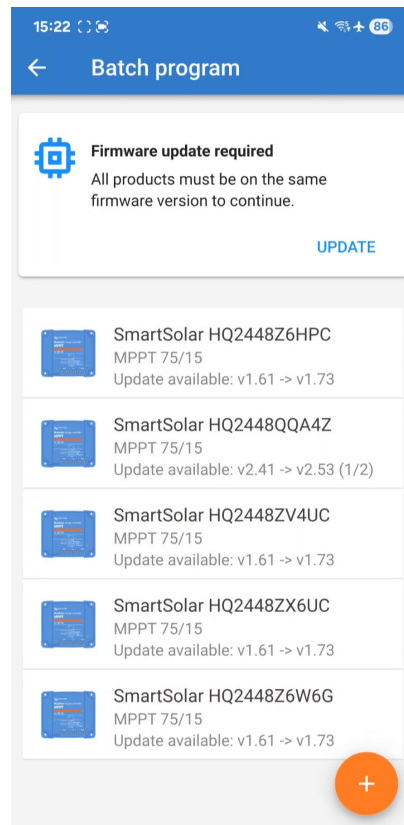 15:22
86
Batch program
Firmware update required
All products must be on the same
firmware version to continue.
UPDATE
SmartSolar HQ2448Z6HPC
MPPT 75/15
Update available: v1.61 -> v1.73
SmartSolar HQ2448QQA4Z
MPPT 75/15
Update available: v2.41 -> v2.53 (1/2)
SmartSolar HQ2448ZV4UC
MPPT 75/15
Update available: v1.61 -> v1.73
SmartSolar HQ2448ZX6UC
MPPT 75/15
Update available: v1.61 -> v1.73
SmartSolar HQ2448Z6W6G
MPPT 75/15
Update available: v1.61 -> v1.73